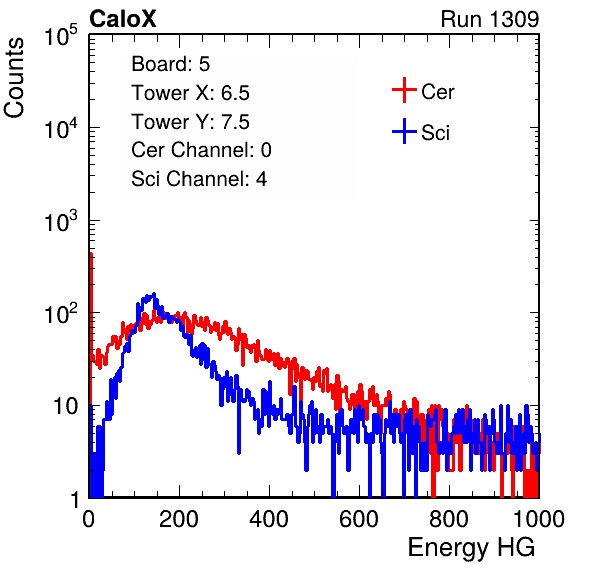 CaloX Run 1309
Counts
Board: 5
Tower X: 6.5
Tower Y: 7.5
Cer Channel: 0
Sci Channel: 4
Cer
Sci
10^5
10^4
10^3
10^2
10
1
0 200 400 600 800 1000
Energy HG